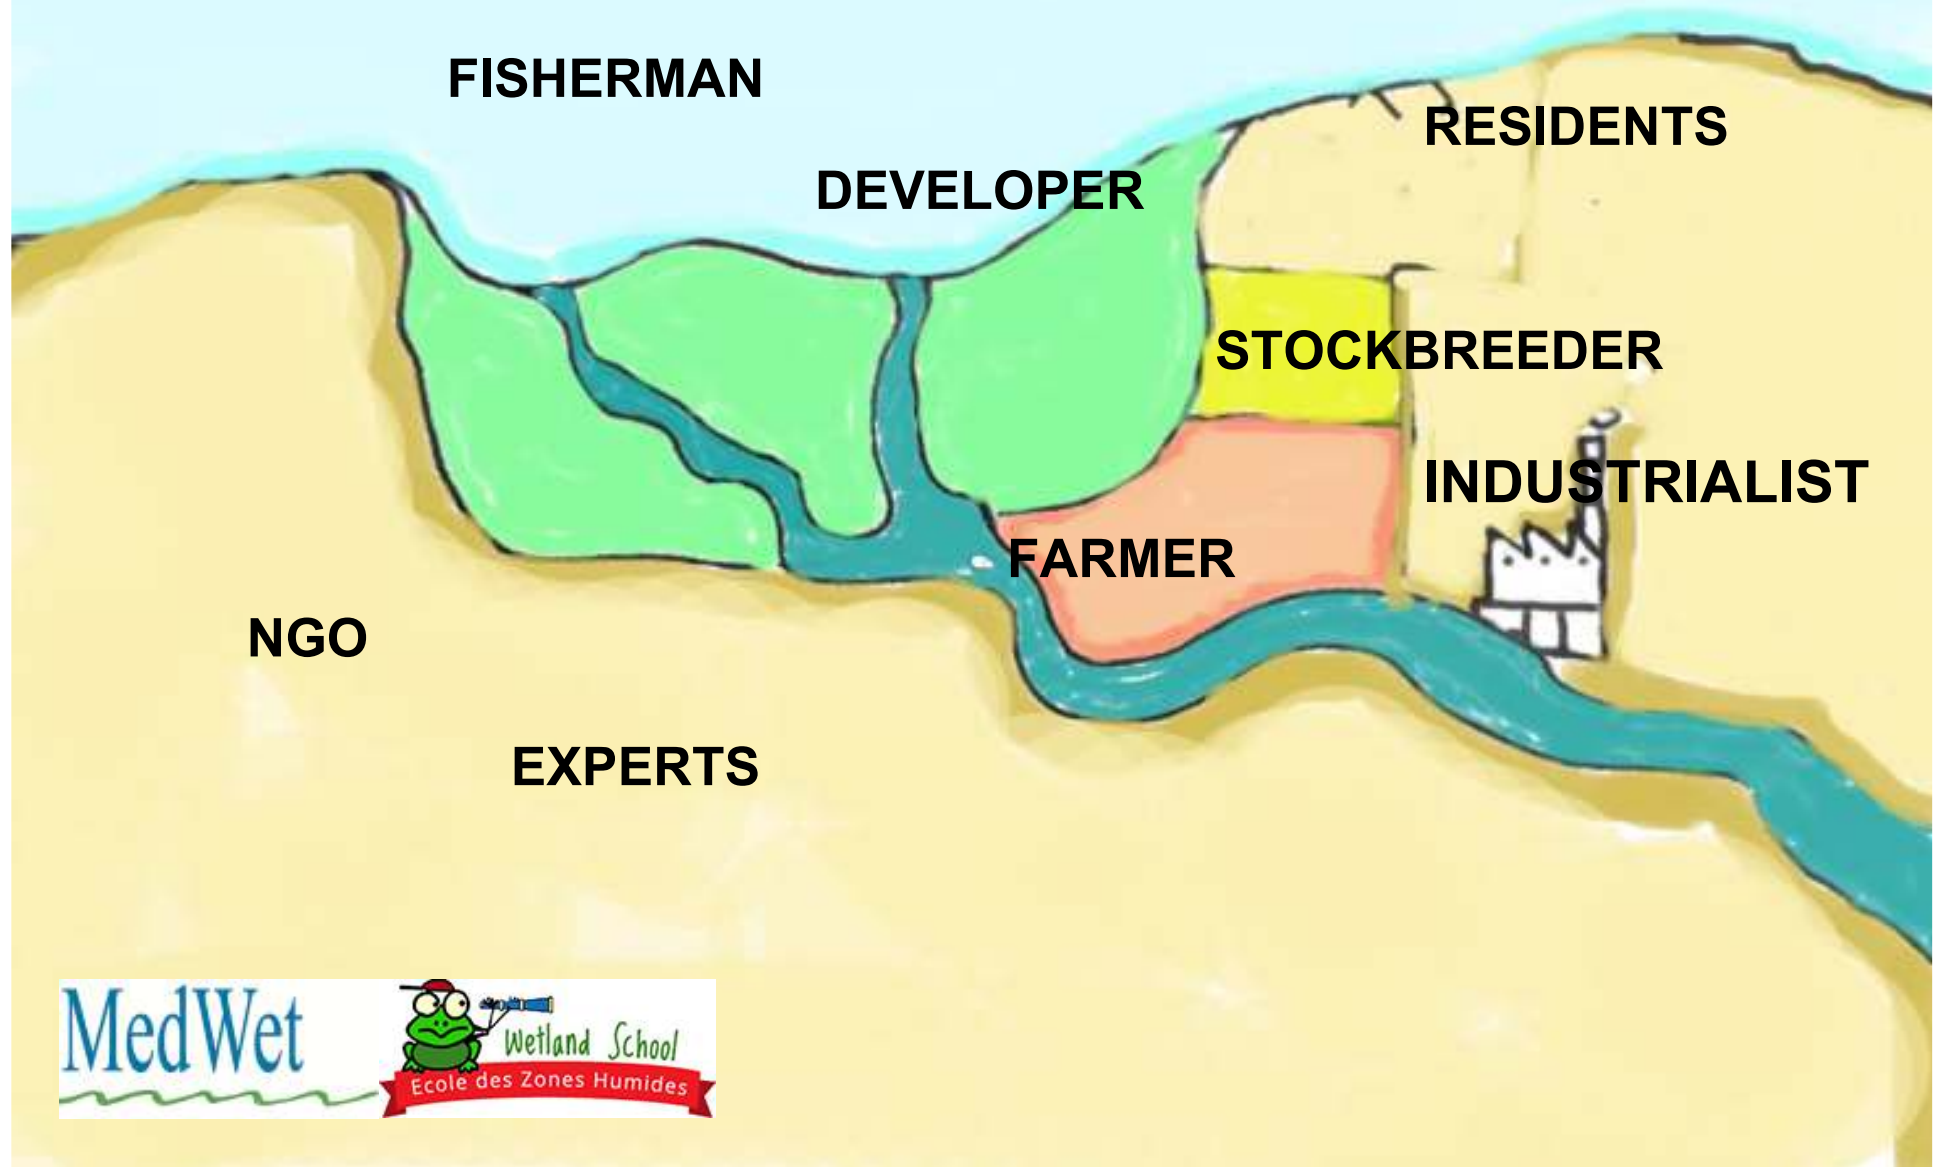 FISHERMAN
RESIDENTS
DEVELOPER
STOCKBREEDER
INDUSTRIALIST
FARMER
NGO
EXPERTS
MedWet
Wetland School
Ecole des Zones Humides